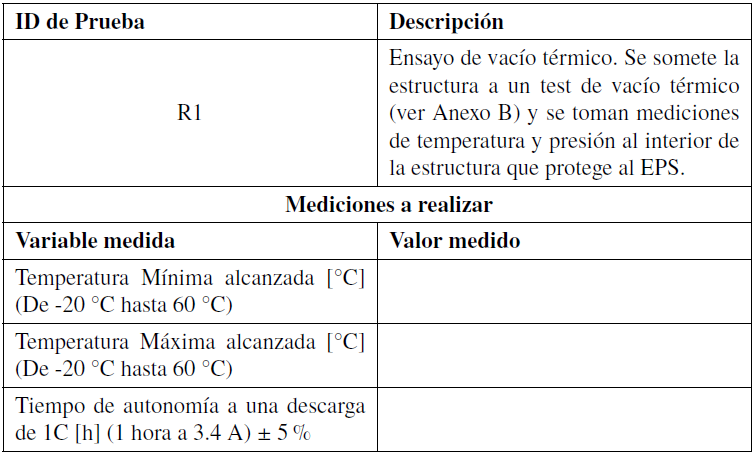 ID de Prueba Descripción
R1
Ensayo de vacío térmico. Se somete la
estructura a un test de vacío térmico
(ver Anexo B) y se toman mediciones
de temperatura y presión al interior de
la estructura que protege al EPS.
Mediciones a realizar
Variable medida Valor medido
Temperatura Mínima alcanzada [°C]
(De -20 °C hasta 60 °C)
Temperatura Máxima alcanzada [°C]
(De -20 °C hasta 60 °C)
Tiempo de autonomía a una descarga
de 1C [h] (1 hora a 3.4 A) ± 5 %